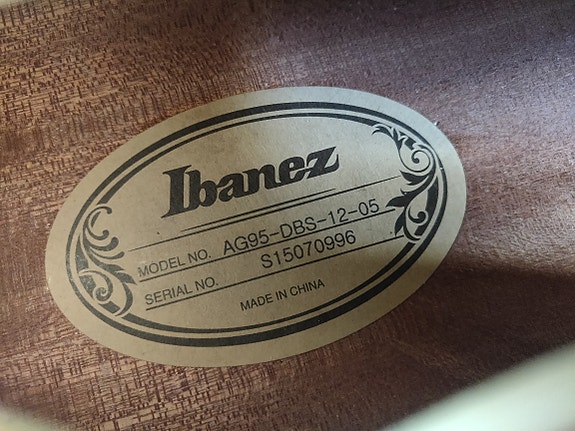 Ibanez
MODEL NO. AG95-DBS-12-05
SERIAL NO. S15070996
MADE IN CHINA